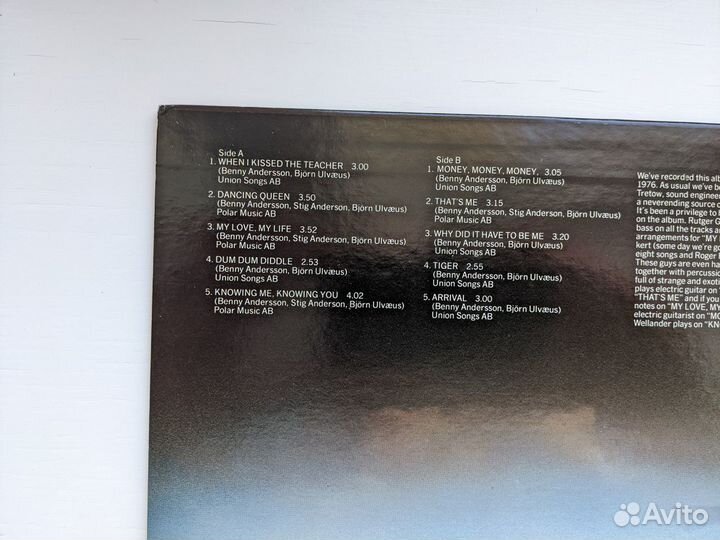 Side A
1. WHEN I KISSED THE TEACHER 3.00
(Benny Andersson, Björn Ulvæus)
Union Songs AB
2. DANCING QUEEN 3.50
(Benny Andersson, Stig Anderson, Björn Ulvæus)
Polar Music AB
3. MY LOVE, MY LIFE 3.52
(Benny Andersson, Stig Anderson, Björn Ulvæus)
Polar Music AB
4. DUM DUM DIDDLE 2.53
(Benny Andersson, Björn Ulvæus)
Union Songs AB
5. KNOWING ME, KNOWING YOU 4.02
(Benny Andersson, Stig Anderson, Björn Ulvæus)
Polar Music AB
Side B
1. MONEY, MONEY, MONEY, 3.05
(Benny Andersson, Björn Ulvæus)
Union Songs AB
2. THAT'S ME 3.15
(Benny Andersson, Stig Anderson, Björn Ulvæus)
Polar Music AB
3. WHY DID IT HAVE TO BE ME 3.20
(Benny Andersson, Björn Ulvæus)
Union Songs AB
4. TIGER 2.55
(Benny Andersson, Björn Ulvæus)
Union Songs AB
5. ARRIVAL 3.00
(Benny Andersson, Björn Ulvæus)
Union Songs AB
We've recorded this alb
1976. As usual we've b
Tretow, sound engineer
a neverending source o
It's been a privilege to
on the album. Rutger G
bass on all the tracks a
arrangements for "MY
kert (some day we're go
eight songs and Roger
These guys are even ha
together with percussio
full of strange and exoti
plays electric guitar on "
"THAT'S ME" and if you
notes on "MY LOVE, MY
electric guitarist on "MO
Wellander plays on "KN
Avito